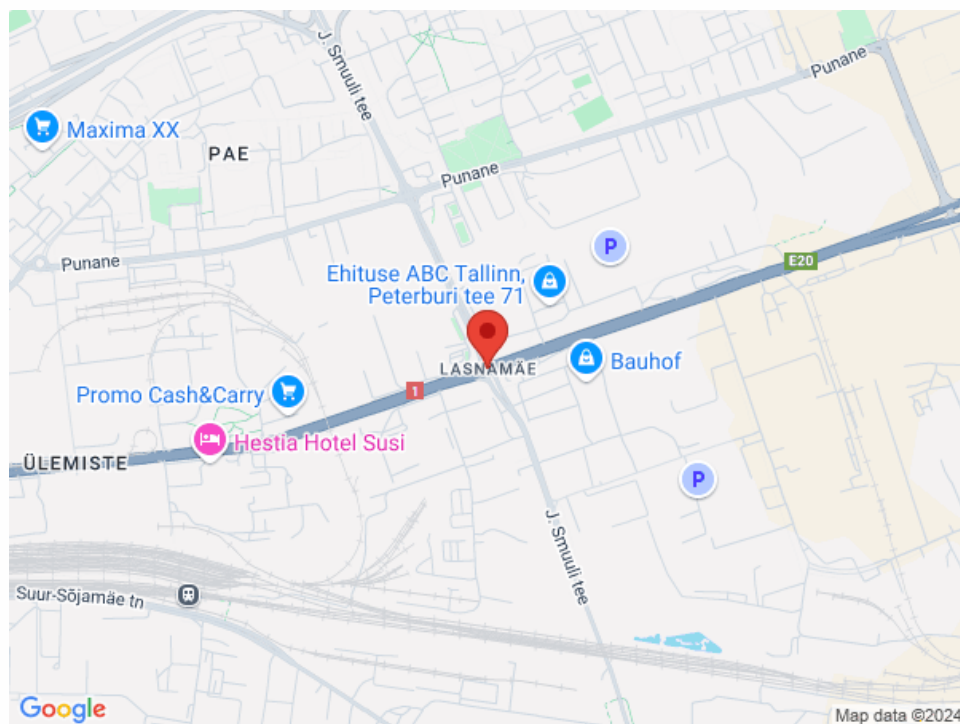 J. Smuuli tee
Punane
Maxima XX
PAE
Punane
Punane
E20
Ehituse ABC Tallinn,
Peterburi tee 71
P
LASNAMÄE
Bauhof
1
Promo Cash&Carry
Hestia Hotel Susi
ÜLEMISTE
P
J. Smuuli tee
Suur-Sõjamäe tn
Google
Map data ©2024